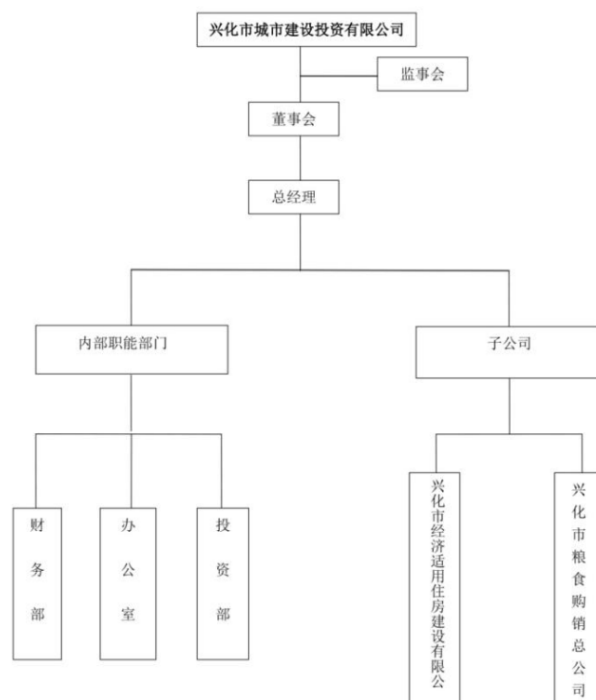 兴化市城市建设投资有限公司
监事会
董事会
总经理
内部职能部门
子公司
财务部
办公室
投资部
兴化市经济适用住房建设有限公
兴化市粮食购销总公司